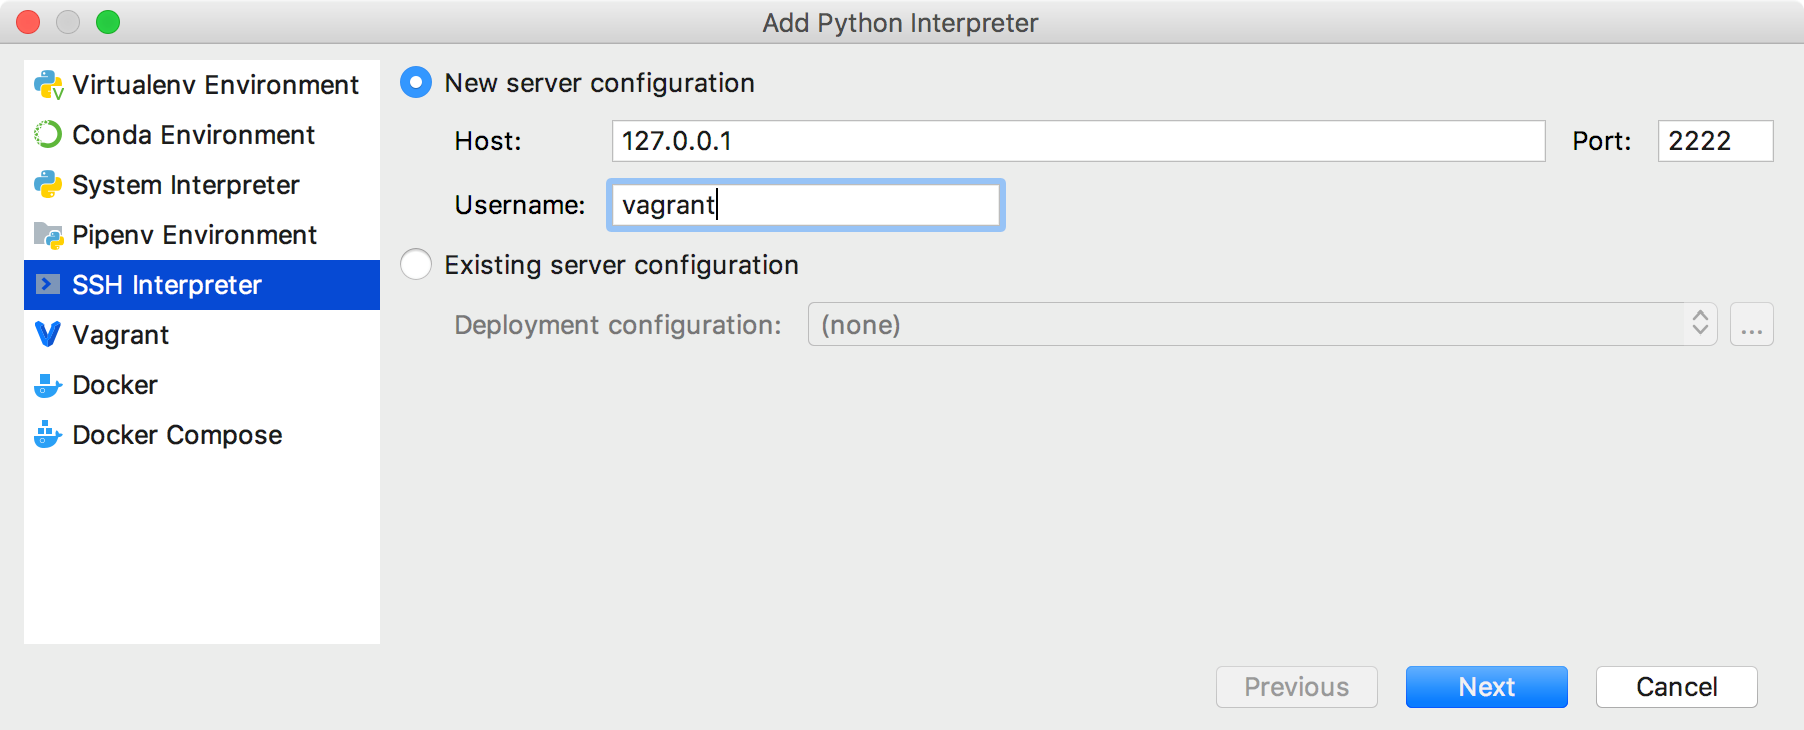 Add Python Interpreter
Virtualenv Environment
Conda Environment
System Interpreter
Pipenv Environment
SSH Interpreter
Vagrant
Docker
Docker Compose
New server configuration
Host: 127.0.0.1 Port: 2222
Username: vagrant
Existing server configuration
Deployment configuration: (none) ...
Previous Next Cancel